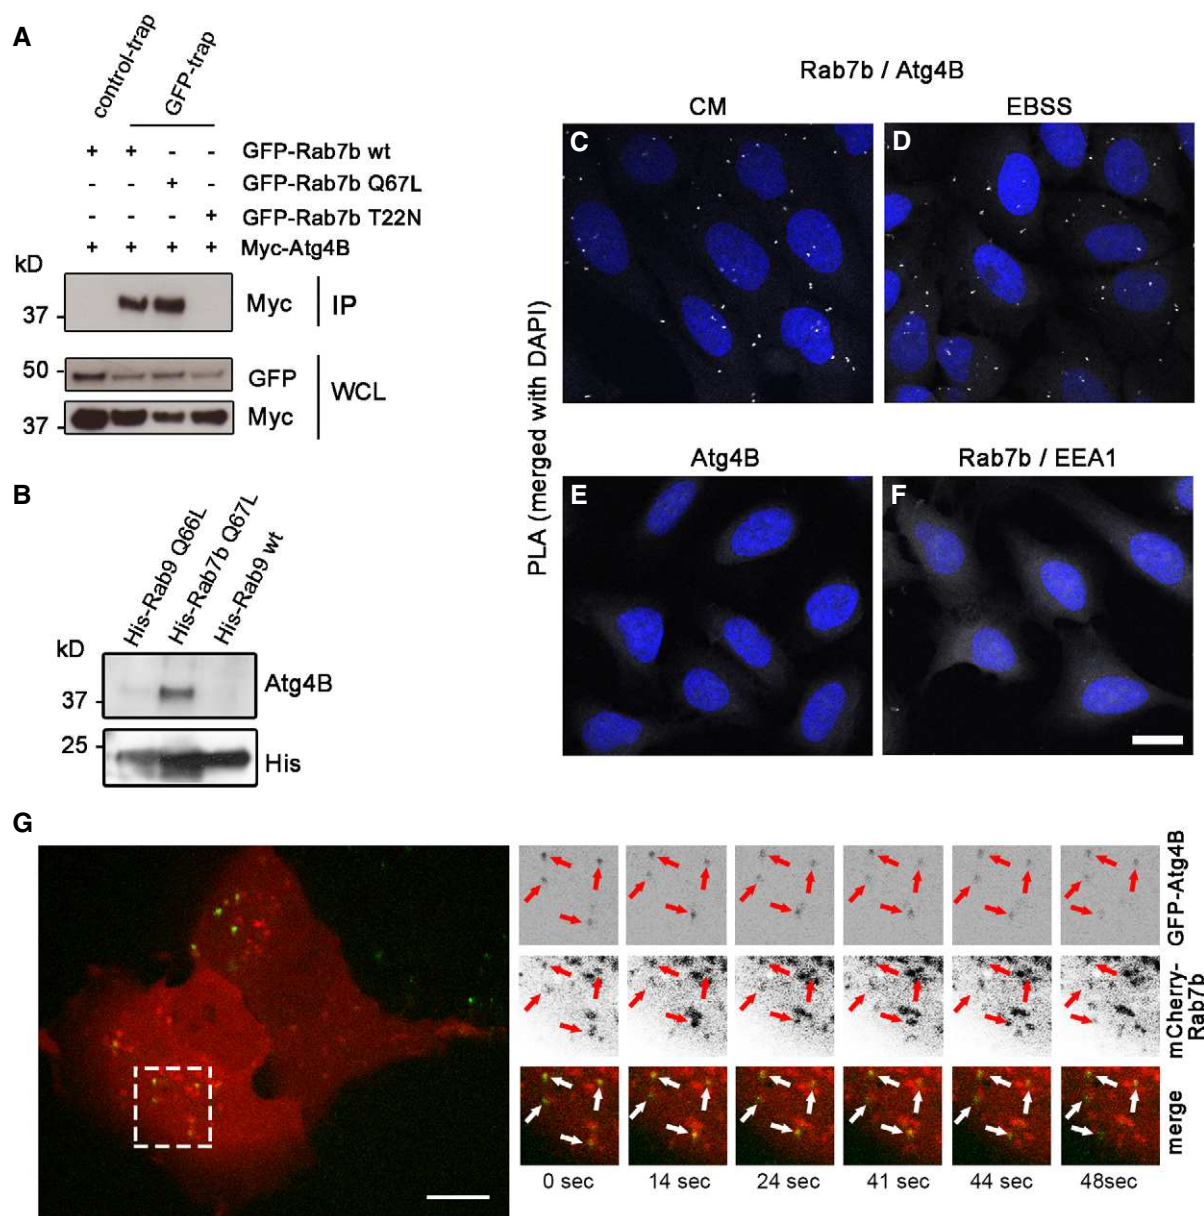 A
control-trap
GFP-trap
+ + - - GFP-Rab7b wt
- - + - GFP-Rab7b Q67L
- - - + GFP-Rab7b T22N
+ + + + Myc-Atg4B
kD
37 Myc IP
50 GFP
WCL
37 Myc
B
His-Rab9 Q66L
His-Rab7b Q67L
His-Rab9 wt
kD
37 Atg4B
25 His
Rab7b / Atg4B
CM EBSS
C D
PLA (merged with DAPI)
Atg4B Rab7b / EEA1
E F
G
GFP-Atg4B
mCherry-
Rab7b
merge
0 sec 14 sec 24 sec 41 sec 44 sec 48sec